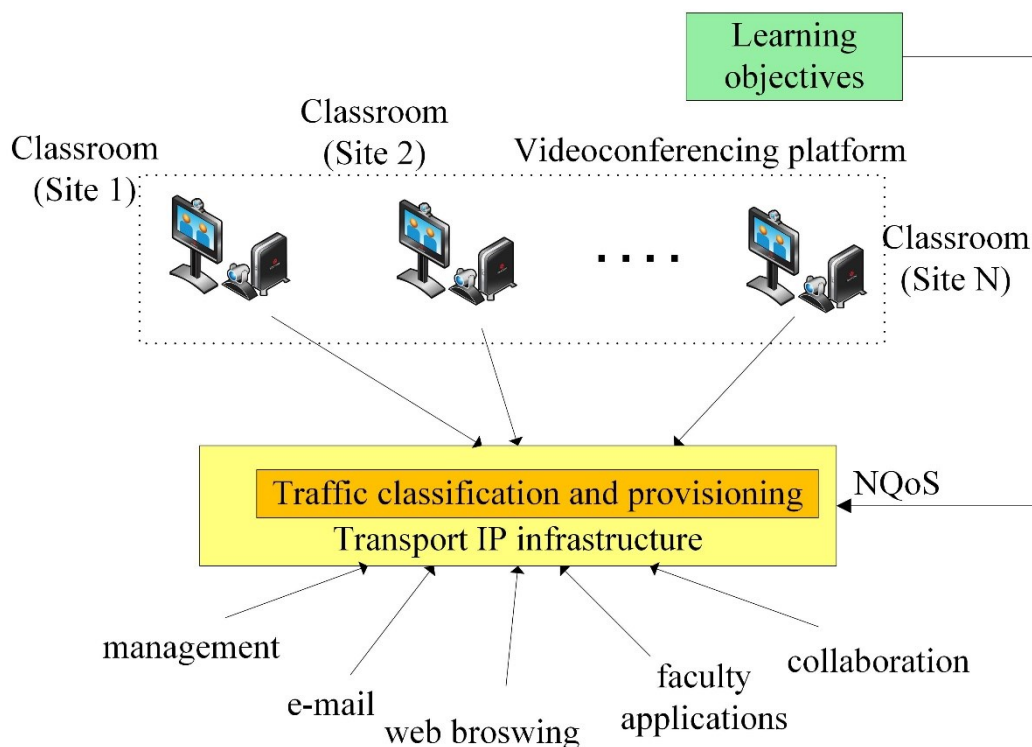 Learning
objectives
Classroom
(Site 1)
Classroom
(Site 2)
Videoconferencing platform
Classroom
(Site N)
Traffic classification and provisioning
Transport IP infrastructure
NQoS
management
e-mail
web broswing
faculty
applications
collaboration